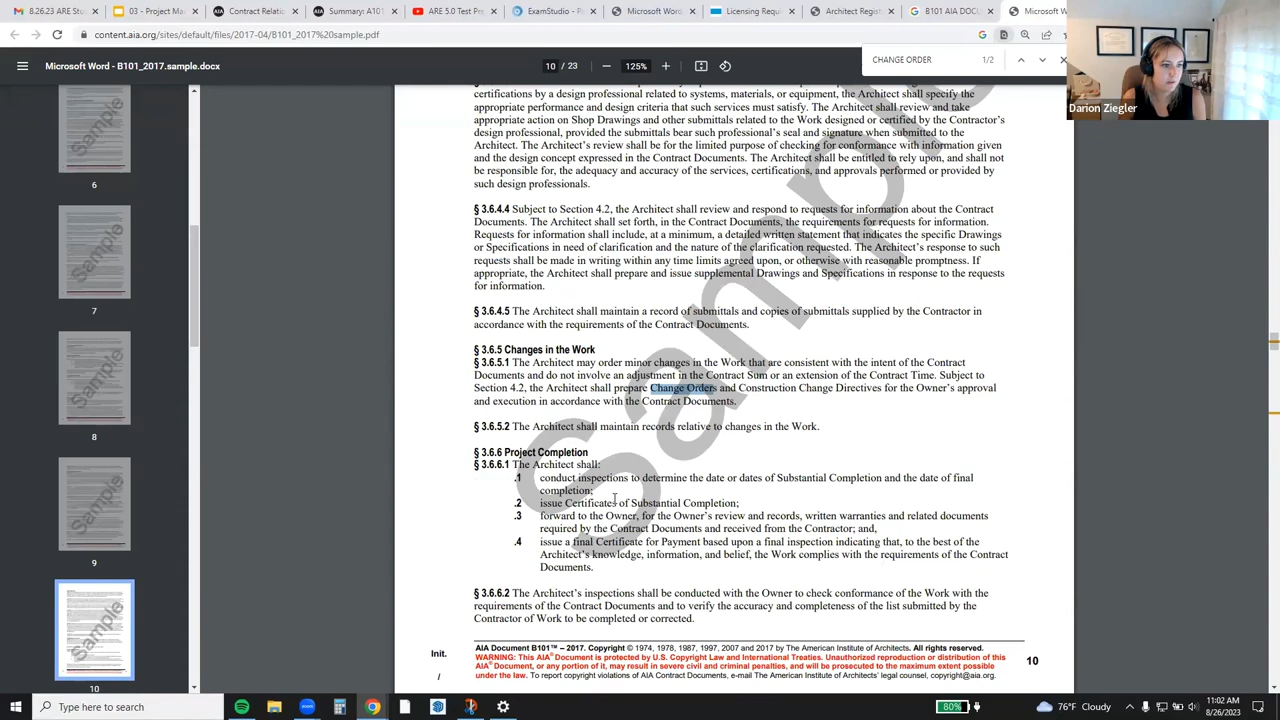 8.26.23 ARE Stud
03 - Project Man
Contract Relation
Summary: A101
ARE 5.0 Test Pre
ExamGuide - Pra
Microsoft Word
Architect Regist
B101 AIA DOCU
Microsoft W
content.aia.org/sites/default/files/2017-04/B101_2017%20sample.pdf
Microsoft Word - B101_2017.sample.docx
10 / 23
125%
CHANGE ORDER
1/2
Darion Ziegler
6
7
8
9
10
certifications by a design professional related to systems, materials, or equipment, the Architect shall specify the
appropriate performance and design criteria that such services must satisfy. The Architect shall review and take
appropriate action on Shop Drawings and other submittals related to the Work designed or certified by the Contractor's
design professional, provided the submittals bear such professional's seal and signature when submitted to the
Architect. The Architect's review shall be for the limited purpose of checking for conformance with information given
and the design concept expressed in the Contract Documents. The Architect shall be entitled to rely upon, and shall not
be responsible for, the adequacy and accuracy of the services, certifications, and approvals performed or provided by
such design professionals.
§ 3.6.4.4 Subject to Section 4.2, the Architect shall review and respond to requests for information about the Contract
Documents. The Architect shall set forth, in the Contract Documents, the requirements for requests for information.
Requests for information shall include, at a minimum, a detailed written statement that indicates the specific Drawings
or Specifications in need of clarification and the nature of the clarification requested. The Architect's response to such
requests shall be made in writing within any time limits agreed upon, or otherwise with reasonable promptness. If
appropriate, the Architect shall prepare and issue supplemental Drawings and Specifications in response to the requests
for information.
§ 3.6.4.5 The Architect shall maintain a record of submittals and copies of submittals supplied by the Contractor in
accordance with the requirements of the Contract Documents.
§ 3.6.5 Changes in the Work
§ 3.6.5.1 The Architect may order minor changes in the Work that are consistent with the intent of the Contract
Documents and do not involve an adjustment in the Contract Sum or an extension of the Contract Time. Subject to
Section 4.2, the Architect shall prepare Change Orders and Construction Change Directives for the Owner's approval
and execution in accordance with the Contract Documents.
§ 3.6.5.2 The Architect shall maintain records relative to changes in the Work.
§ 3.6.6 Project Completion
§ 3.6.6.1 The Architect shall:
.1 conduct inspections to determine the date or dates of Substantial Completion and the date of final
completion;
.2 issue Certificates of Substantial Completion;
.3 forward to the Owner, for the Owner's review and records, written warranties and related documents
required by the Contract Documents and received from the Contractor; and,
.4 issue a final Certificate for Payment based upon a final inspection indicating that, to the best of the
Architect's knowledge, information, and belief, the Work complies with the requirements of the Contract
Documents.
§ 3.6.6.2 The Architect's inspections shall be conducted with the Owner to check conformance of the Work with the
requirements of the Contract Documents and to verify the accuracy and completeness of the list submitted by the
Contractor of Work to be completed or corrected.
Sample
Init.
/
AIA Document B101™ – 2017. Copyright © 1974, 1978, 1987, 1997, 2007 and 2017 by The American Institute of Architects. All rights reserved.
WARNING: This AIA® Document is protected by U.S. Copyright Law and International Treaties. Unauthorized reproduction or distribution of this
AIA® Document, or any portion of it, may result in severe civil and criminal penalties, and will be prosecuted to the maximum extent possible
under the law. To report copyright violations of AIA Contract Documents, e-mail The American Institute of Architects' legal counsel, copyright@aia.org.
10
Type here to search
80%
76°F Cloudy
11:02 AM
8/26/2023